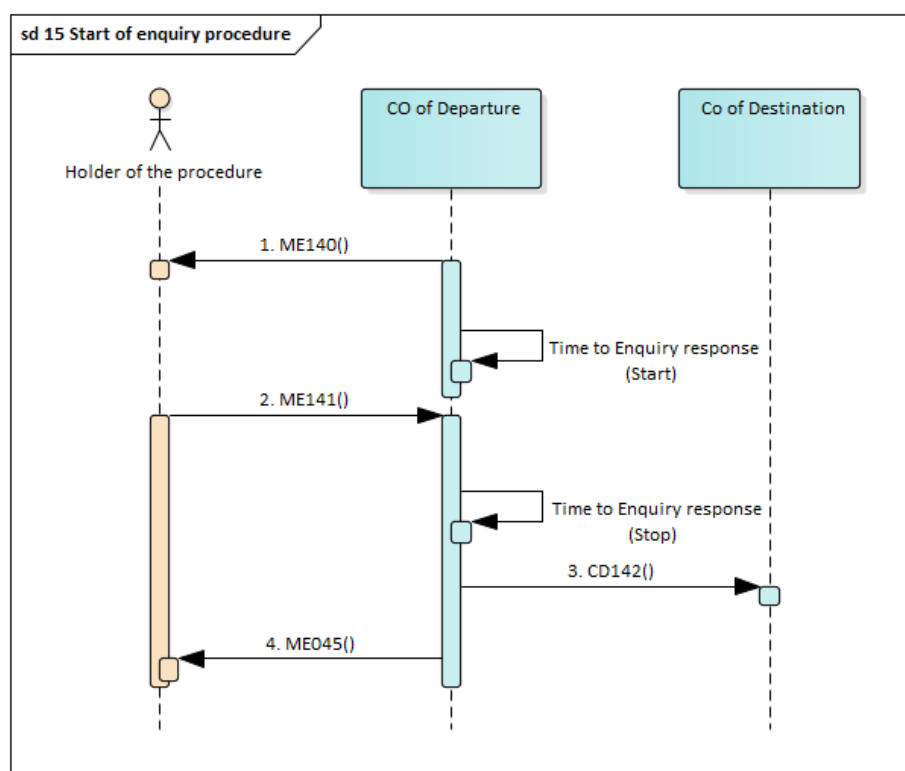 sd 15 Start of enquiry procedure
CO of Departure
Co of Destination
Holder of the procedure
1. ME140()
Time to Enquiry response
(Start)
2. ME141()
Time to Enquiry response
(Stop)
3. CD142()
4. ME045()